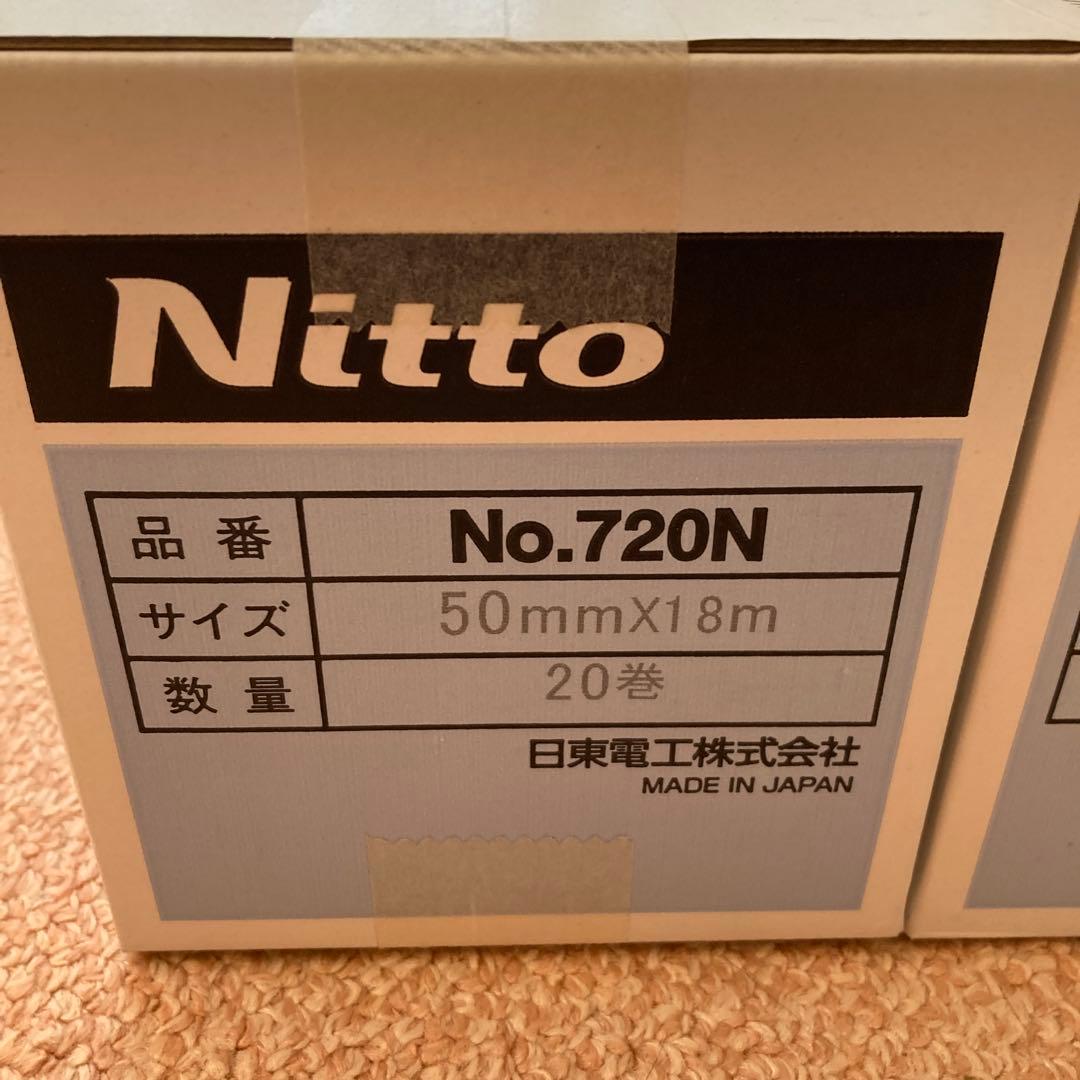 Nitto
品番 No.720N
サイズ 50mmX18m
数量 20巻
日東電工株式会社
MADE IN JAPAN